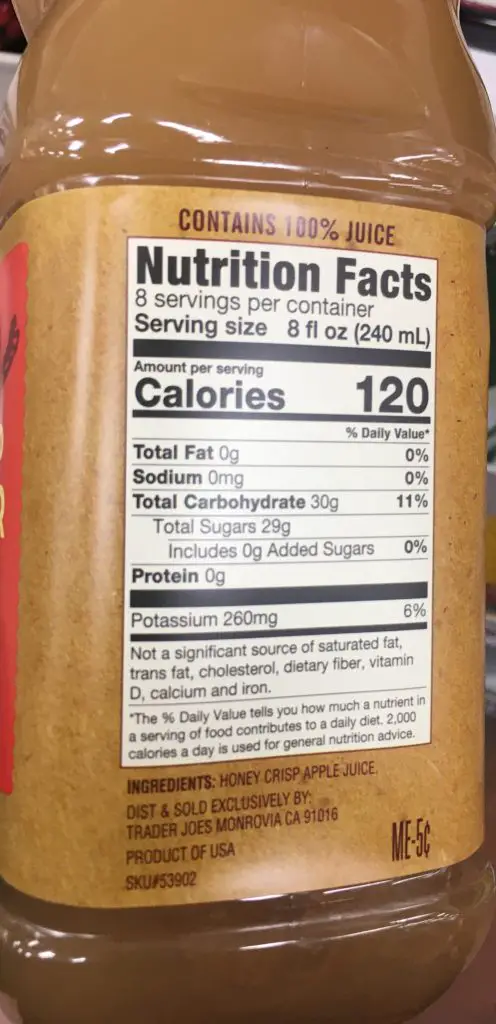 CONTAINS 100% JUICE
Nutrition Facts
8 servings per container
Serving size 8 fl oz (240 mL)
Amount per serving
Calories 120
% Daily Value*
Total Fat 0g 0%
Sodium 0mg 0%
Total Carbohydrate 30g 11%
Total Sugars 29g
Includes 0g Added Sugars 0%
Protein 0g
Potassium 260mg 6%
Not a significant source of saturated fat,
trans fat, cholesterol, dietary fiber, vitamin
D, calcium and iron.
*The % Daily Value tells you how much a nutrient in
a serving of food contributes to a daily diet. 2,000
calories a day is used for general nutrition advice.
INGREDIENTS: HONEY CRISP APPLE JUICE.
DIST & SOLD EXCLUSIVELY BY:
TRADER JOES MONROVIA CA 91016
PRODUCT OF USA
ME-5¢
SKU#53902